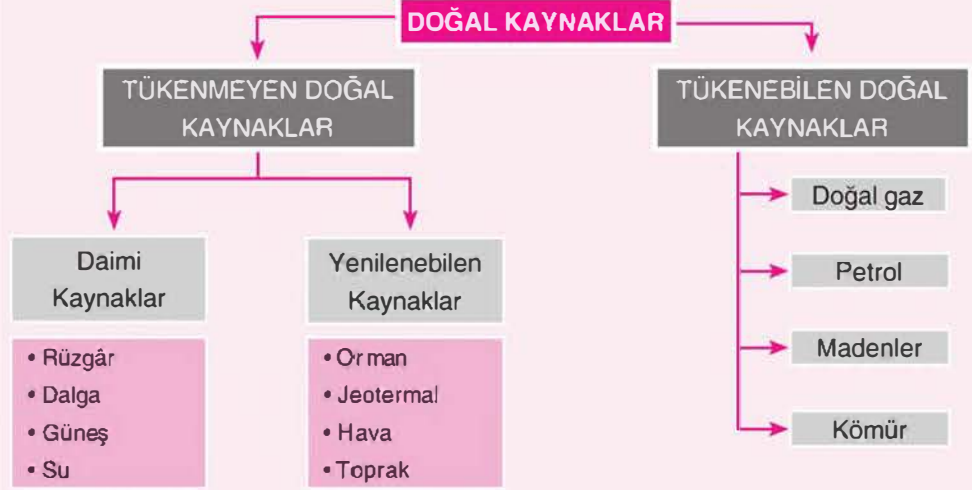 DOĞAL KAYNAKLAR
TÜKENMEYEN DOĞAL
KAYNAKLAR
Daimi
Kaynaklar
• Rüzgâr
• Dalga
• Güneş
• Su
Yenilenebilen
Kaynaklar
• Orman
• Jeotermal
• Hava
• Toprak
TÜKENEBİLEN DOĞAL
KAYNAKLAR
Doğal gaz
Petrol
Madenler
Kömür